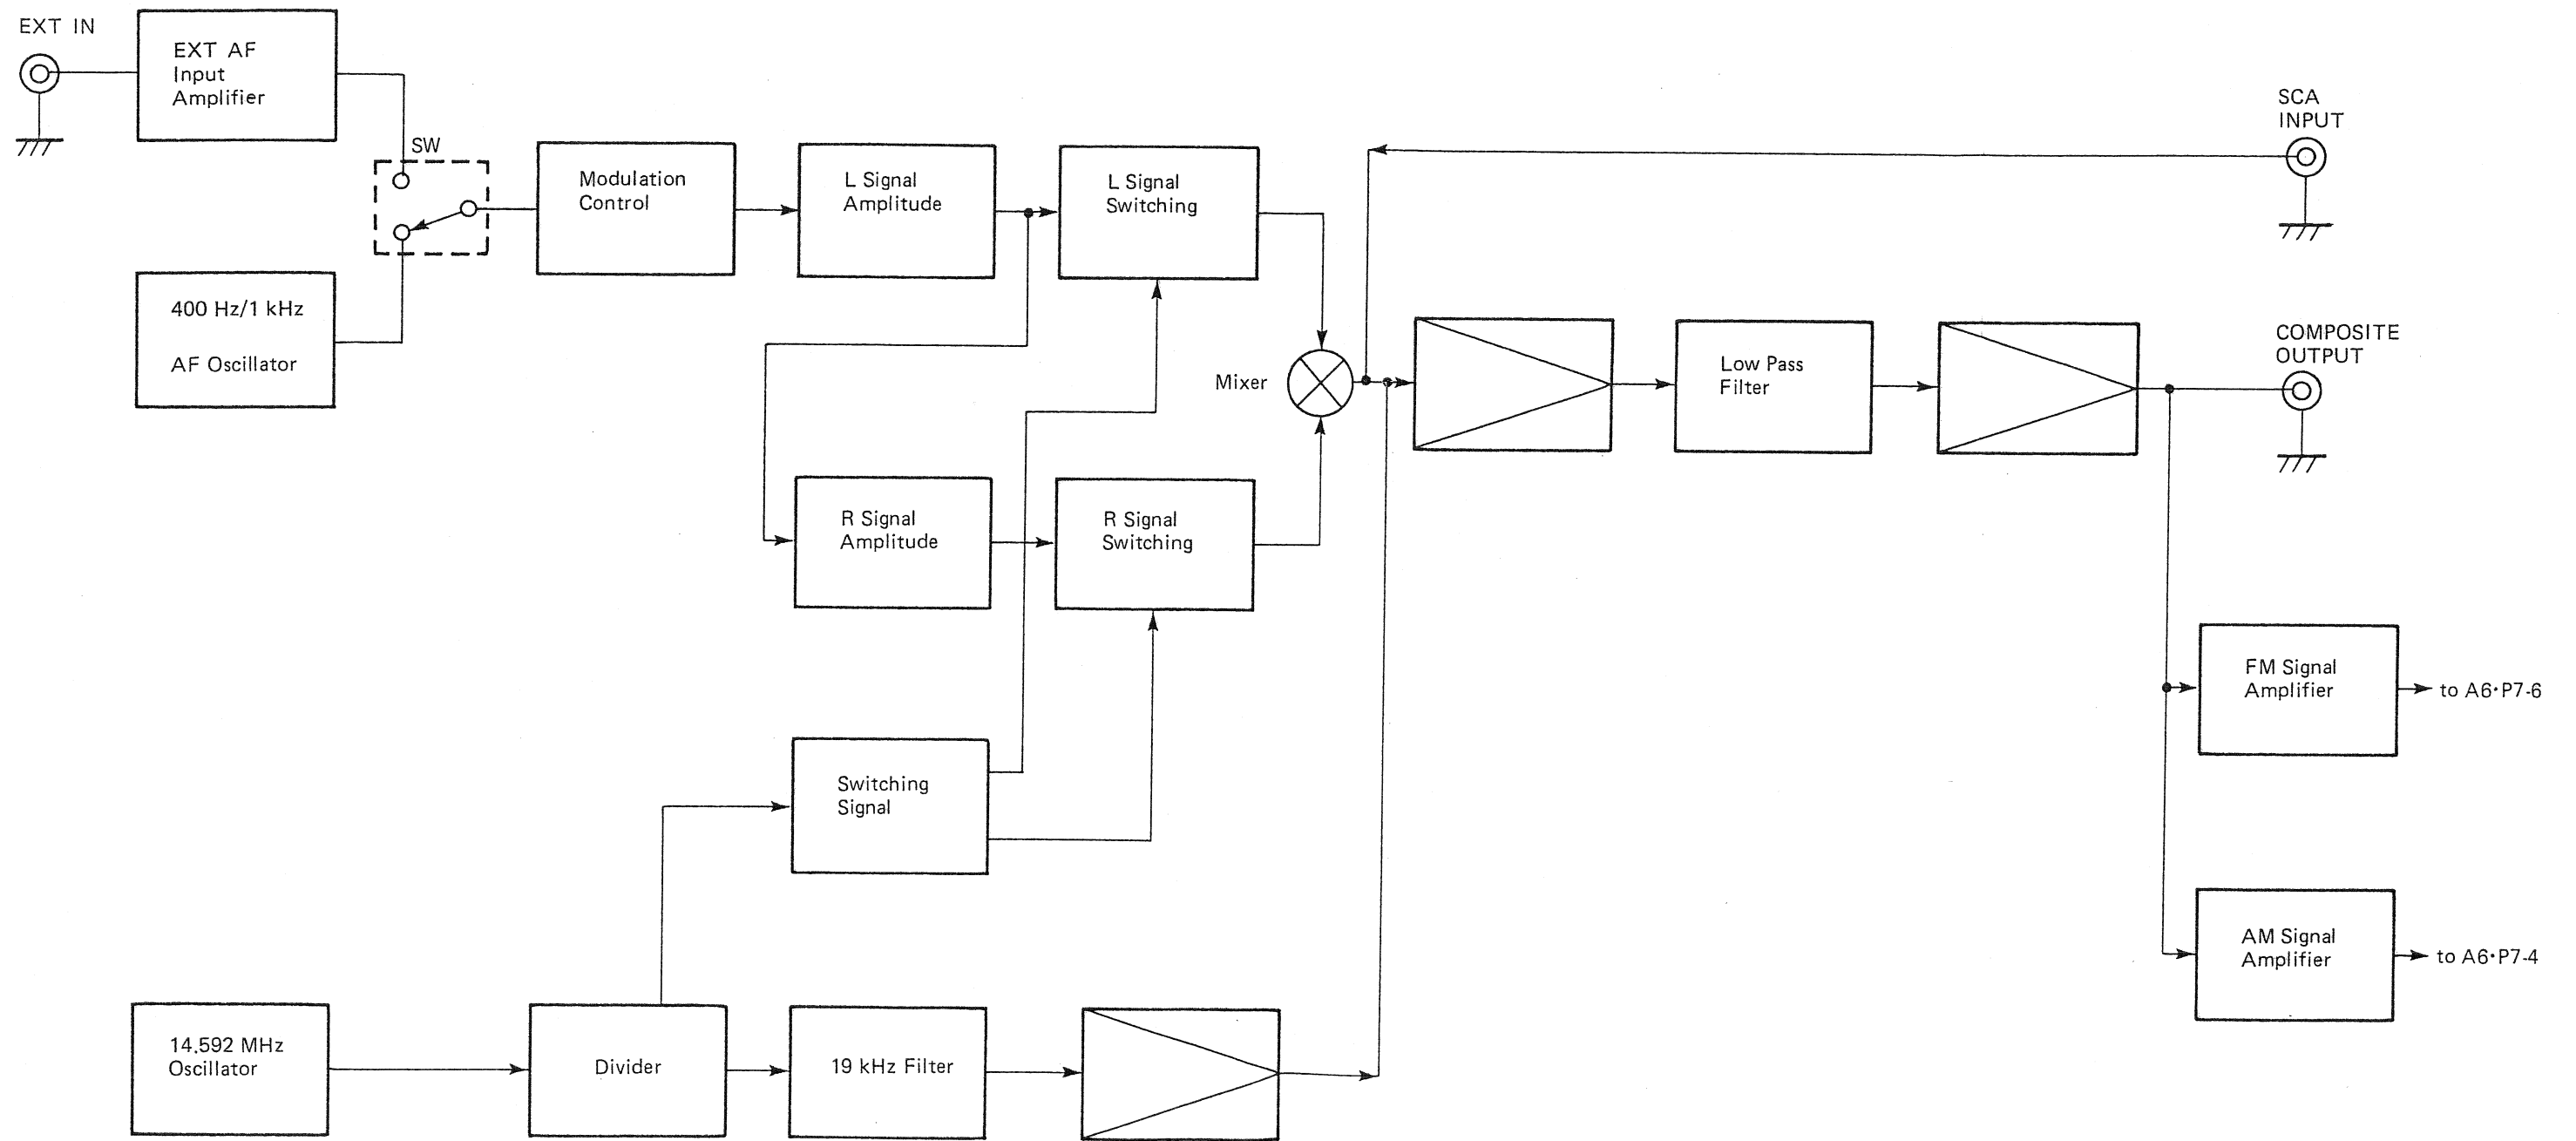 EXT IN
EXT AF
Input
Amplifier
SW
400 Hz/1 kHz
AF Oscillator
Modulation
Control
L Signal
Amplitude
L Signal
Switching
SCA
INPUT
Mixer
Low Pass
Filter
COMPOSITE
OUTPUT
R Signal
Amplitude
R Signal
Switching
FM Signal
Amplifier
to A6·P7-6
Switching
Signal
AM Signal
Amplifier
to A6·P7-4
14.592 MHz
Oscillator
Divider
19 kHz Filter